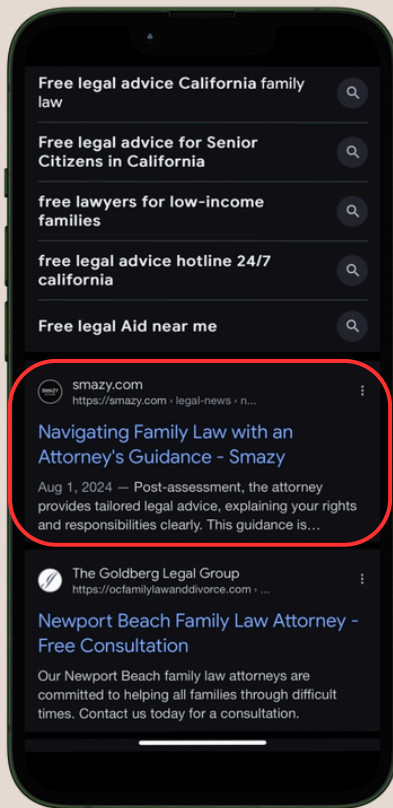 Free legal advice California family
law
Free legal advice for Senior
Citizens in California
free lawyers for low-income
families
free legal advice hotline 24/7
california
Free legal Aid near me
SMAZY
smazy.com
https://smazy.com › legal-news › n...
Navigating Family Law with an
Attorney's Guidance - Smazy
Aug 1, 2024 — Post-assessment, the attorney
provides tailored legal advice, explaining your rights
and responsibilities clearly. This guidance is...
The Goldberg Legal Group
https://ocfamilylawanddivorce.com › ...
Newport Beach Family Law Attorney -
Free Consultation
Our Newport Beach family law attorneys are
committed to helping all families through difficult
times. Contact us today for a consultation.